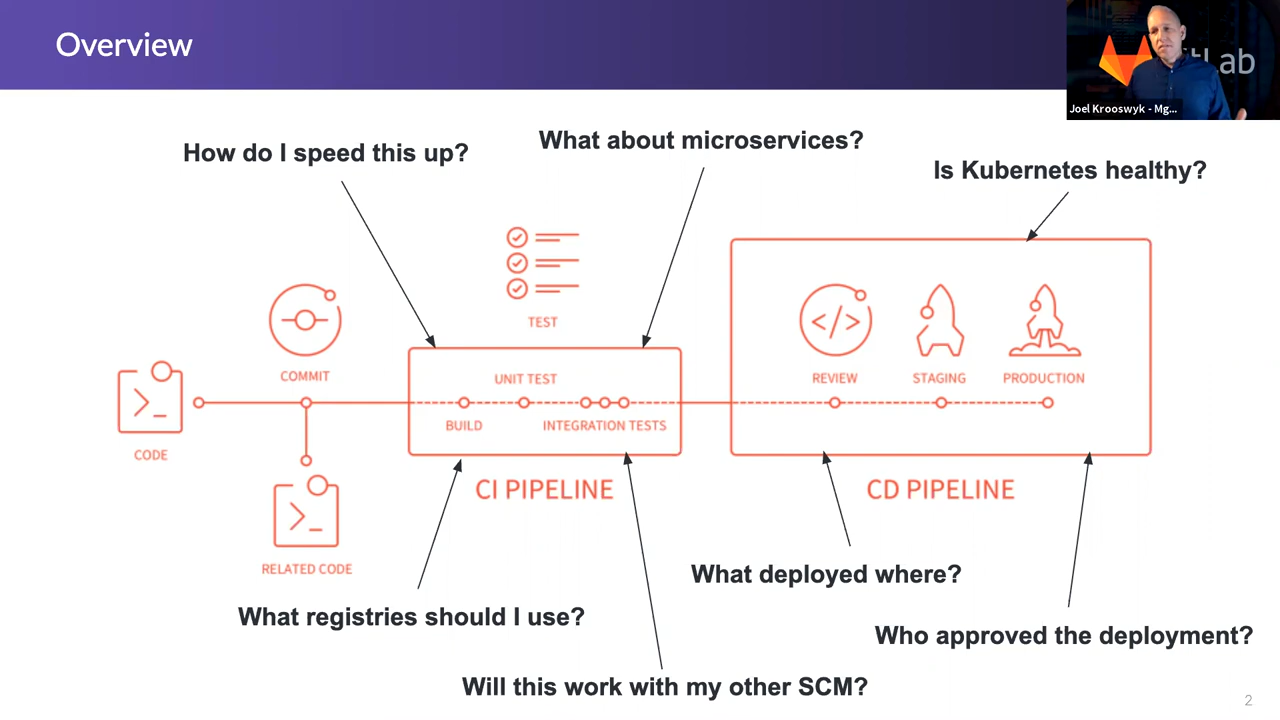 Overview
itLab
Joel Krooswyk - Mg...
How do I speed this up?
What about microservices?
Is Kubernetes healthy?
TEST
COMMIT
UNIT TEST
REVIEW
STAGING
PRODUCTION
BUILD
INTEGRATION TESTS
CODE
CI PIPELINE
CD PIPELINE
RELATED CODE
What deployed where?
What registries should I use?
Who approved the deployment?
Will this work with my other SCM?
2